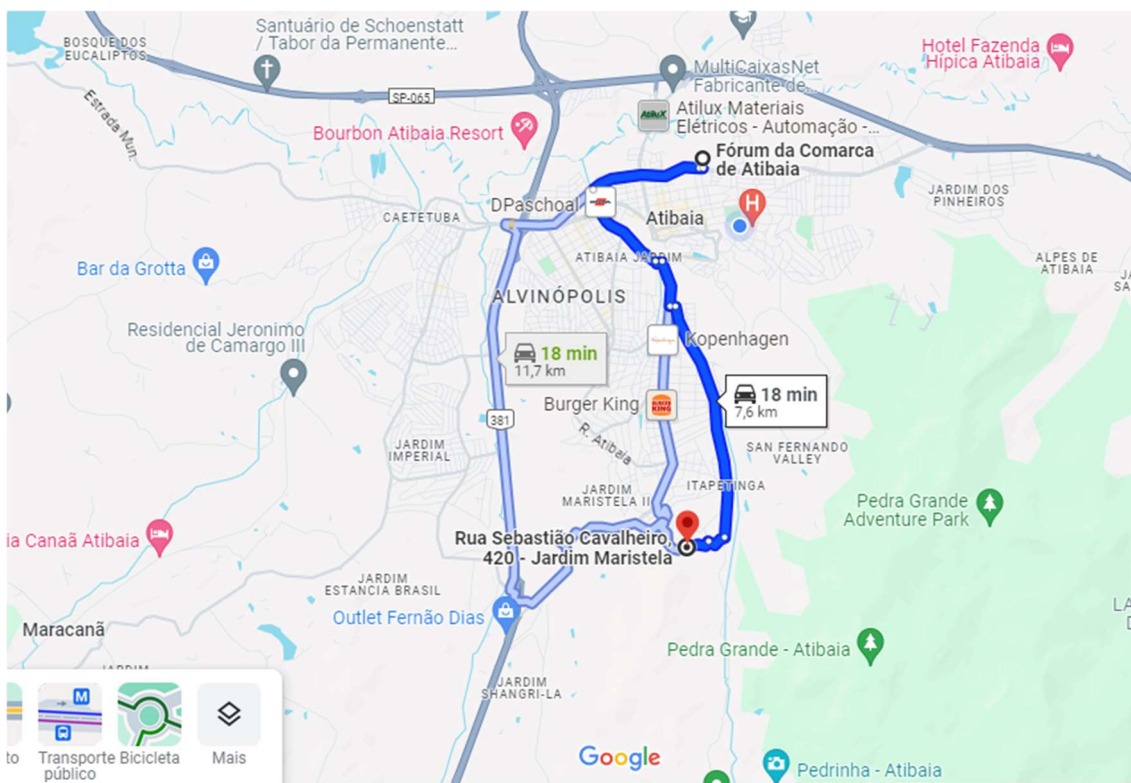 Santuário de Schoenstatt
/ Tabor da Permanente...
BOSQUE DOS
EUCALIPTOS
Hotel Fazenda
Hípica Atibaia
MultiCaixasNet
Fabricante de...
SP-065
Estrada Mun.
Atilux
Atilux Materiais
Elétricos - Automação -...
Bourbon Atibaia Resort
Fórum da Comarca
de Atibaia
JARDIM DOS
PINHEIROS
DPaschoal
H
CAETETUBA
Atibaia
Bar da Grotta
ATIBAIA JARDIM
ALPES DE
ATIBAIA
ALVINÓPOLIS
Residencial Jeronimo
de Camargo III
Kopenhagen
18 min
11,7 km
18 min
7,6 km
Burger King
BURGER
KING
381
R. Atibaia
JARDIM
IMPERIAL
SAN FERNANDO
VALLEY
ITAPETINGA
JARDIM
MARISTELA II
Pedra Grande
Adventure Park
ia Canaã Atibaia
Rua Sebastião Cavalheiro,
420 - Jardim Maristela
JARDIM
ESTANCIA BRASIL
Outlet Fernão Dias
Maracanã
LA
D
Pedra Grande - Atibaia
JARDIM
JARDIM
SHANGRI-LA
M
to
Transporte
público
Bicicleta
Mais
Google
Pedrinha - Atibaia